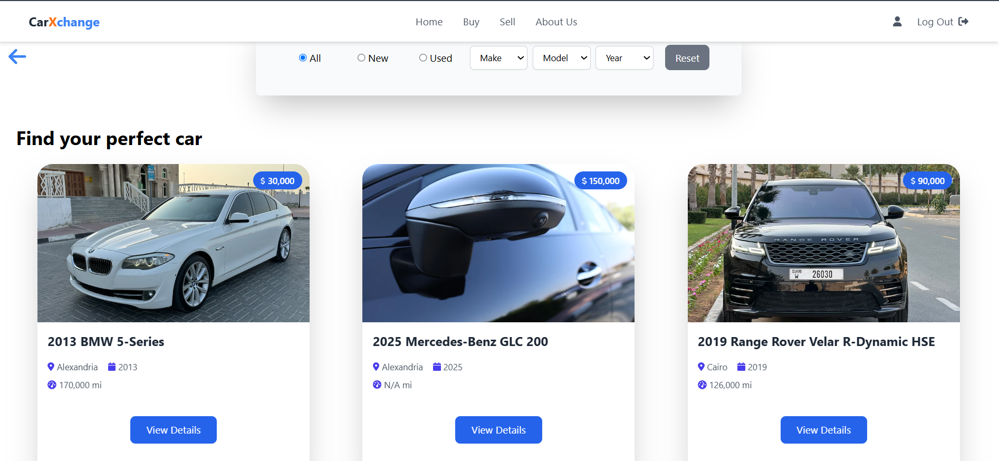 CarXchange Home Buy Sell About Us Log Out
All New Used Make Model Year Reset
Find your perfect car
$ 30,000
$ 150,000
$ 90,000
RANGE ROVER
W 26030
2013 BMW 5-Series
Alexandria 2013
170,000 mi
View Details
2025 Mercedes-Benz GLC 200
Alexandria 2025
N/A mi
View Details
2019 Range Rover Velar R-Dynamic HSE
Cairo 2019
126,000 mi
View Details